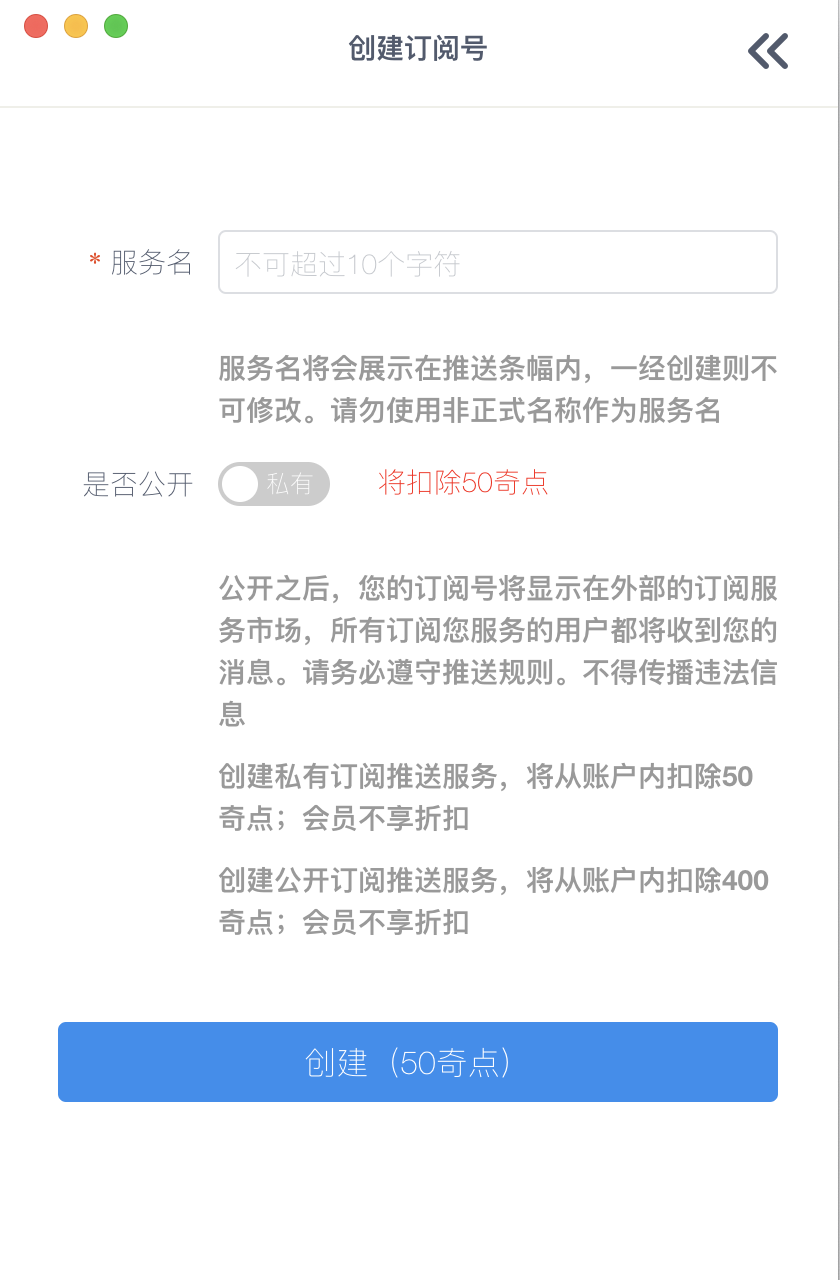 创建订阅号
* 服务名
不可超过10个字符
服务名将会展示在推送条幅内，一经创建则不
可修改。请勿使用非正式名称作为服务名
是否公开 私有 将扣除50奇点
公开之后，您的订阅号将显示在外部的订阅服
务市场，所有订阅您服务的用户都将收到您的
消息。请务必遵守推送规则。不得传播违法信
息
创建私有订阅推送服务，将从账户内扣除50
奇点；会员不享折扣
创建公开订阅推送服务，将从账户内扣除400
奇点；会员不享折扣
创建（50奇点）